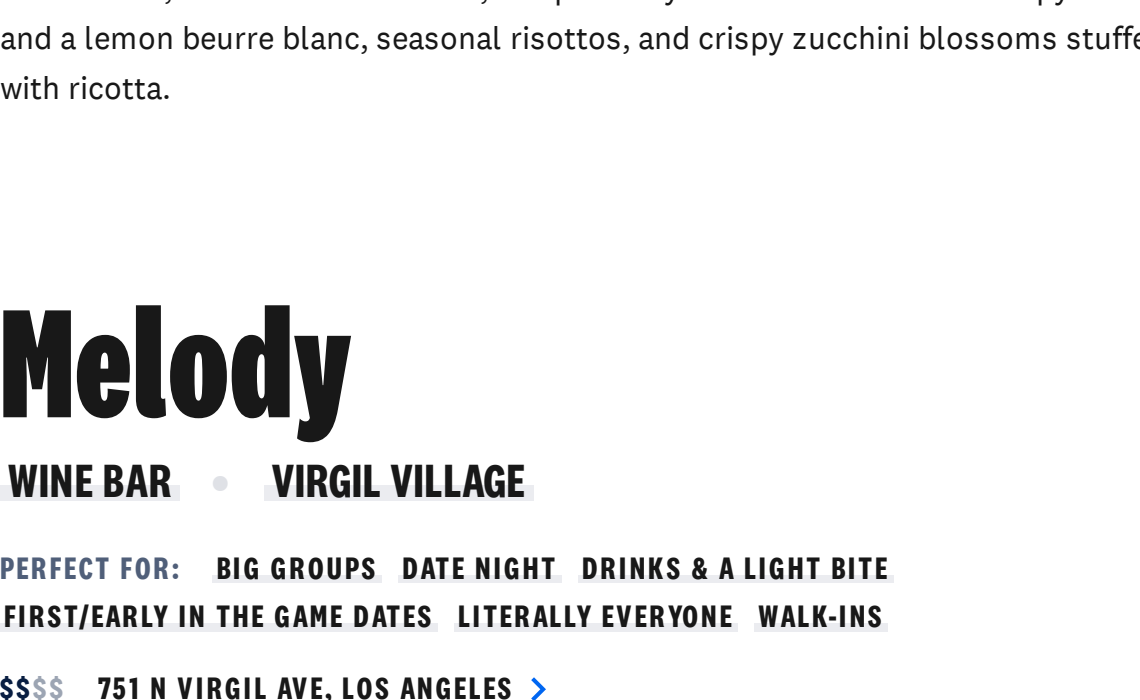 and a lemon beurre blanc, seasonal risottos, and crispy zucchini blossoms stuffe
with ricotta.
Melody
WINE BAR • VIRGIL VILLAGE
PERFECT FOR: BIG GROUPS DATE NIGHT DRINKS & A LIGHT BITE
FIRST/EARLY IN THE GAME DATES LITERALLY EVERYONE WALK-INS
$$$$ 751 N VIRGIL AVE, LOS ANGELES